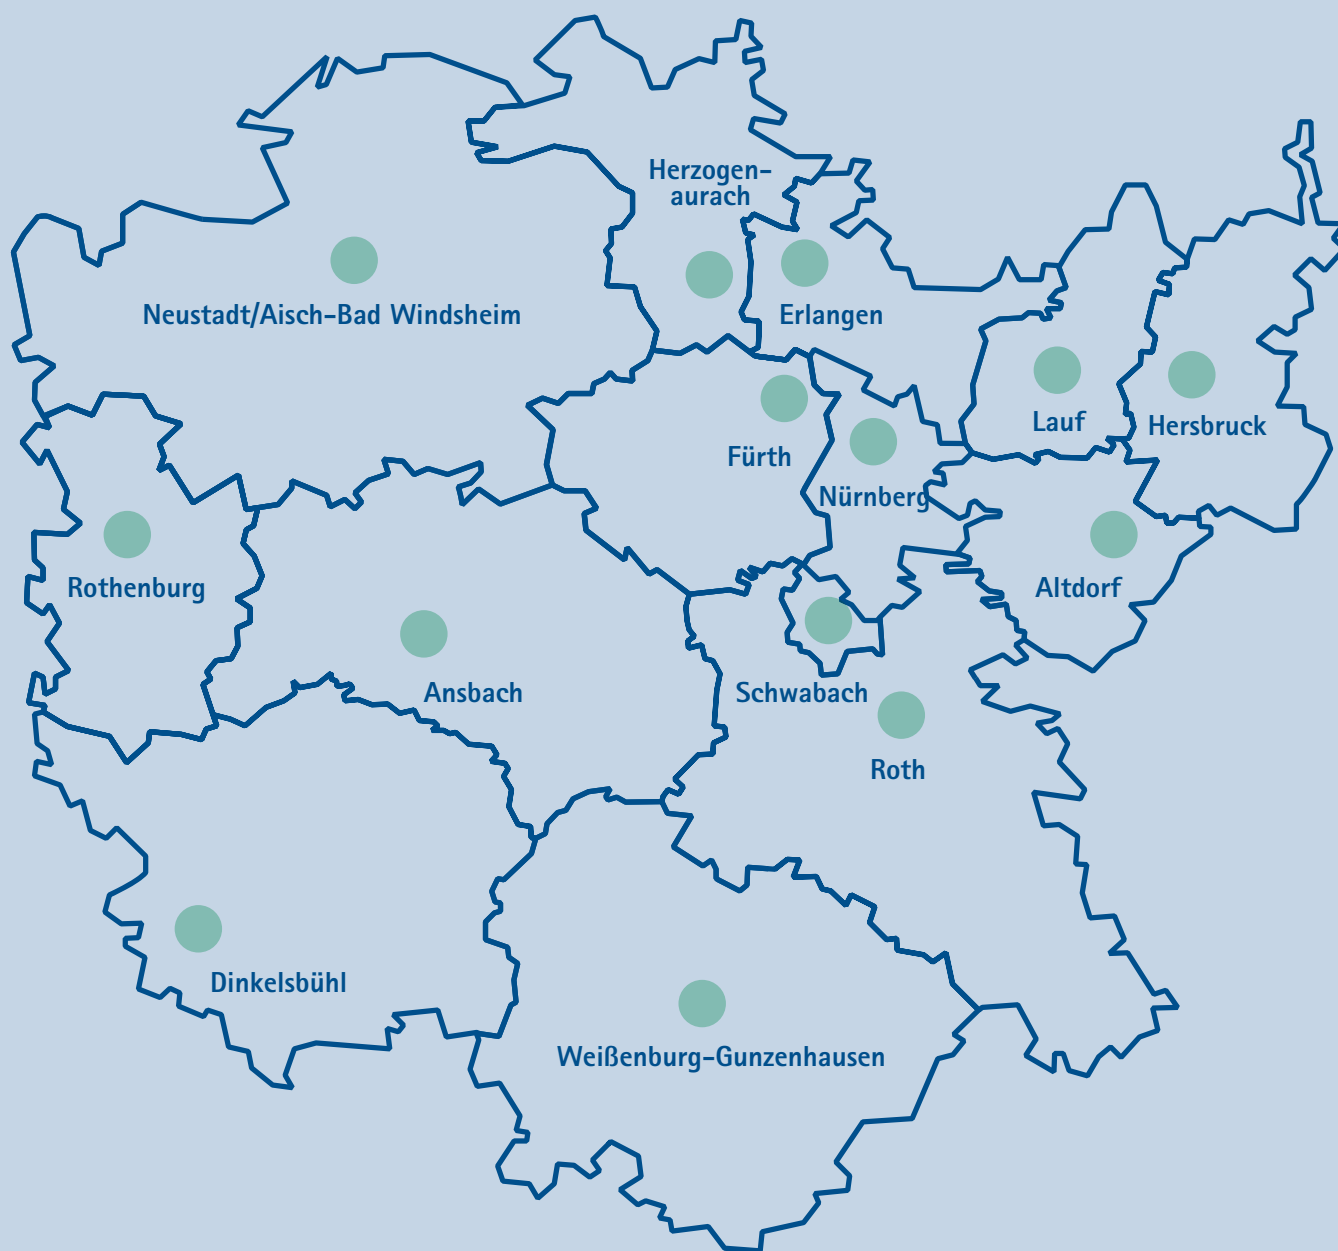 Herzogen-
aurach
Neustadt/Aisch-Bad Windsheim
Erlangen
Lauf
Hersbruck
Fürth
Nürnberg
Rothenburg
Altdorf
Ansbach
Schwabach
Roth
Dinkelsbühl
Weißenburg-Gunzenhausen